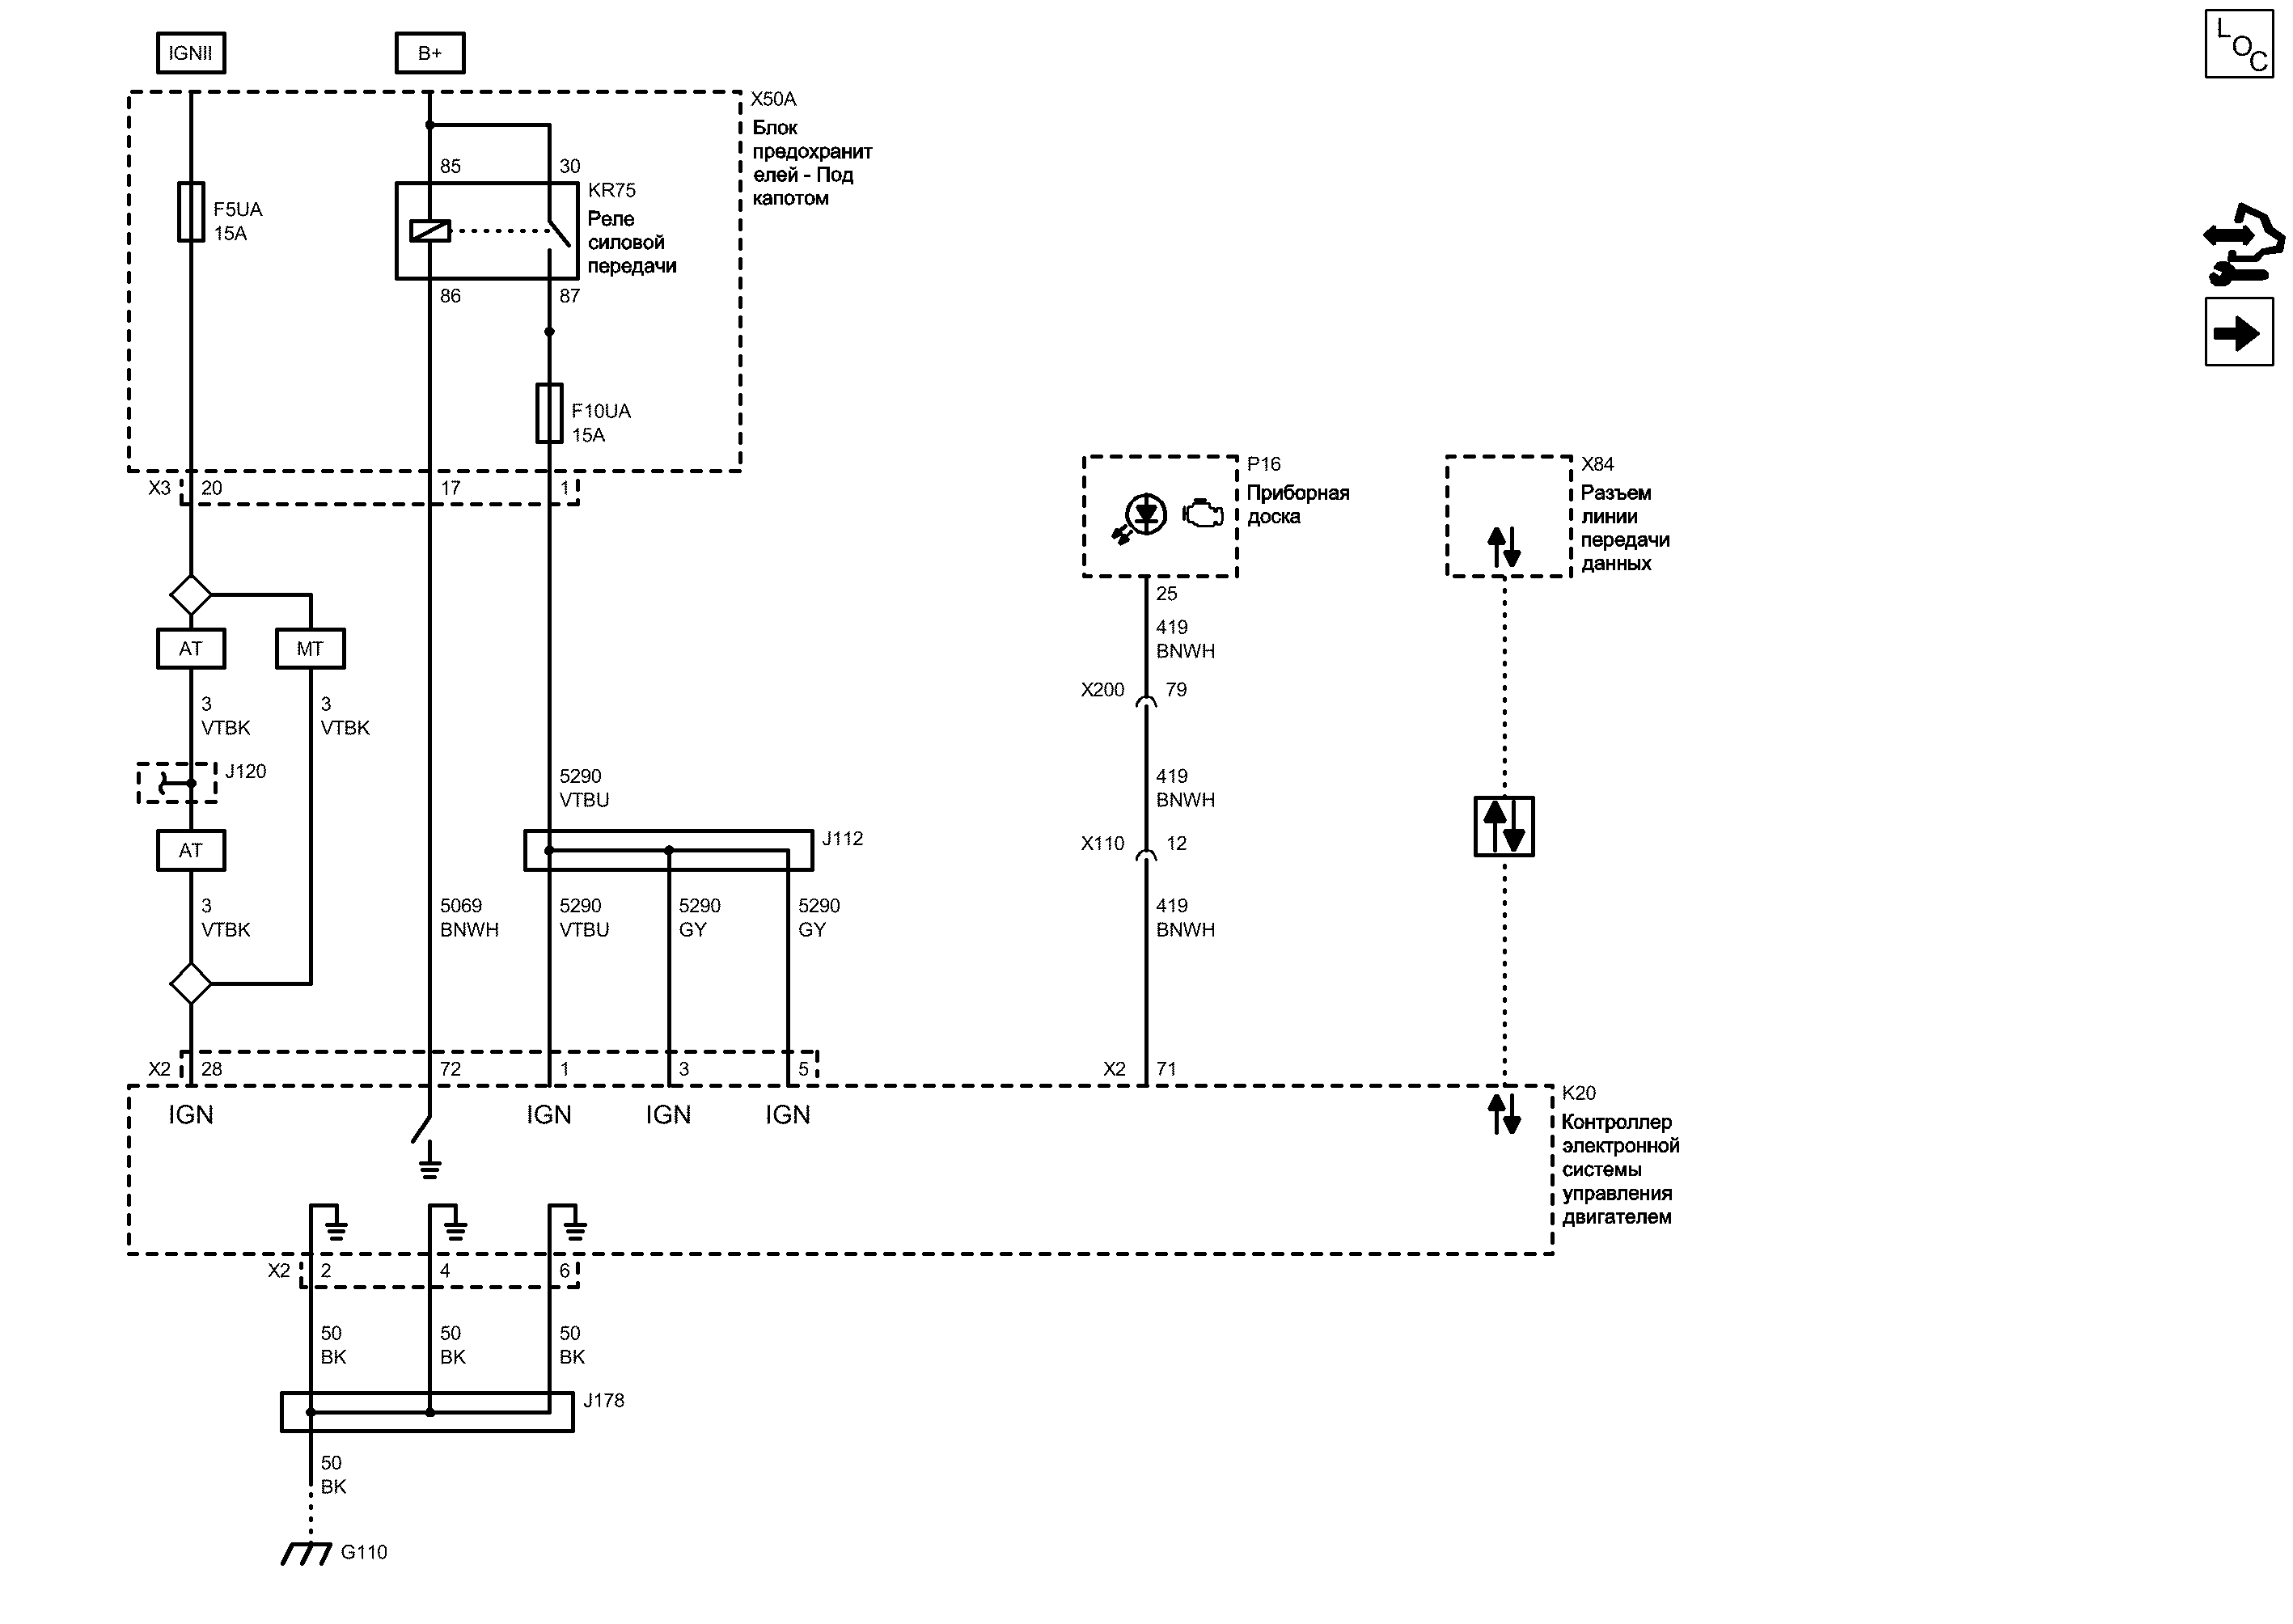 IGNII
B+
LOC
X50A
Блок
предохранит
елей - Под
капотом
85
30
KR75
Реле
силовой
передачи
F5UA
15A
86
87
F10UA
15A
X3
20
17
1
P16
Приборная
доска
X84
Разъем
линии
передачи
данных
25
419
BNWH
AT
MT
X200
79
3
VTBK
3
VTBK
J120
5290
VTBU
419
BNWH
J112
X110
12
AT
3
VTBK
5069
BNWH
5290
VTBU
5290
GY
5290
GY
419
BNWH
X2
28
72
1
3
5
X2
71
K20
Контроллер
электронной
системы
управления
двигателем
IGN
IGN
IGN
IGN
X2
2
4
6
50
BK
50
BK
50
BK
J178
50
BK
G110